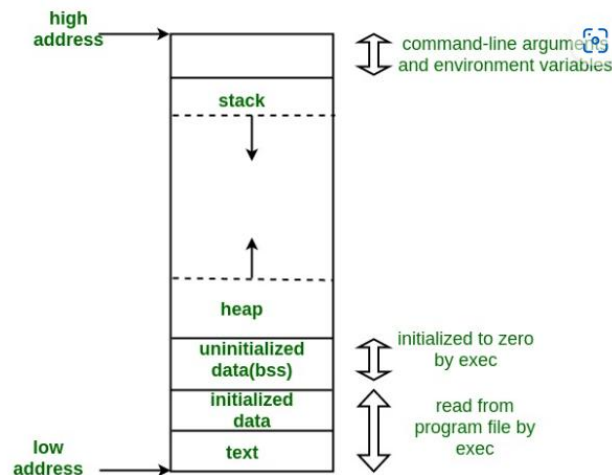 high
address
command-line arguments
and environment variables
stack
heap
uninitialized
data(bss)
initialized to zero
by exec
initialized
data
read from
program file by
exec
text
low
address